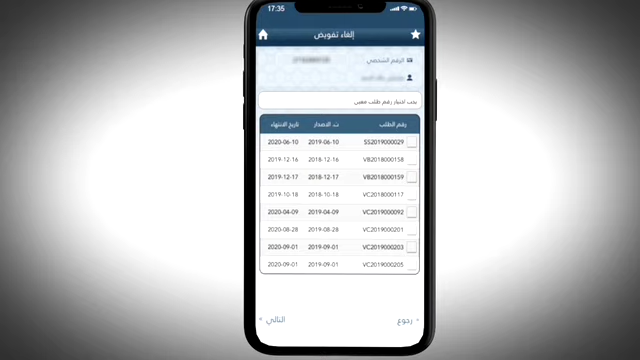 17:35
إلغاء تفويض
الرقم الشخصي
يجب اختيار رقم طلب معين
رقم الطلب ت. الاصدار تاريخ الانتهاء
SS2019000029 2019-06-10 2020-06-10
VB2018000158 2018-12-16 2019-12-16
VB2018000159 2018-12-17 2019-12-17
VC2018000117 2018-10-18 2019-10-18
VC2019000092 2019-04-09 2020-04-09
VC2019000201 2019-08-28 2020-08-28
VC2019000203 2019-09-01 2020-09-01
VC2019000205 2019-09-01 2020-09-01
رجوع التالي